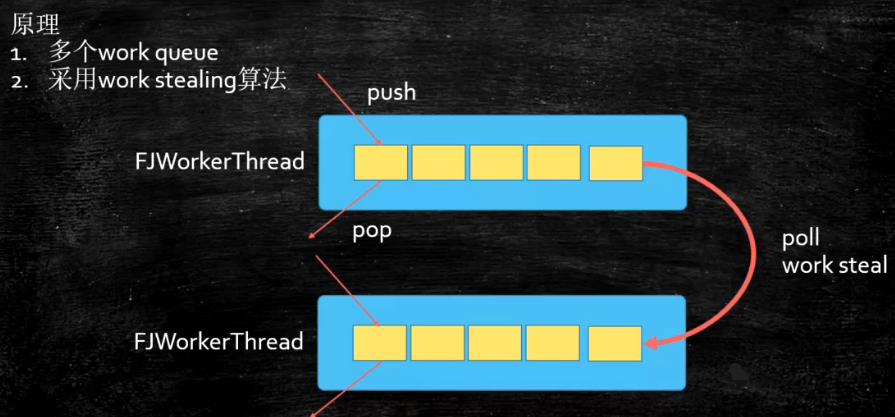 原理
1. 多个work queue
2. 采用work stealing算法
push
FJWorkerThread
pop
poll
work steal
FJWorkerThread